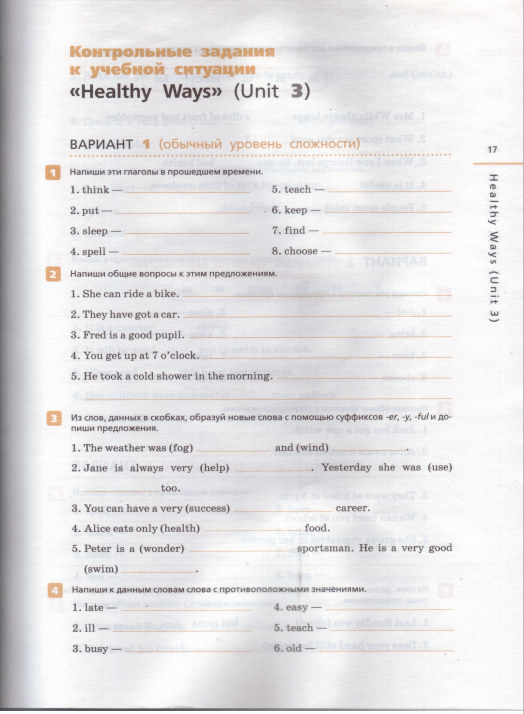 Контрольные задания
к учебной ситуации
«Healthy Ways» (Unit 3)
ВАРИАНТ 1 (обычный уровень сложности)
17
Healthy Ways (Unit 3)
1 Напиши эти глаголы в прошедшем времени.
1. think — 5. teach —
2. put — 6. keep —
3. sleep — 7. find —
4. spell — 8. choose —
2 Напиши общие вопросы к этим предложениям.
1. She can ride a bike.
2. They have got a car.
3. Fred is a good pupil.
4. You get up at 7 o'clock.
5. He took a cold shower in the morning.
3 Из слов, данных в скобках, образуй новые слова с помощью суффиксов -er, -y, -ful и до-
пиши предложения.
1. The weather was (fog) and (wind) .
2. Jane is always very (help) . Yesterday she was (use)
too.
3. You can have a very (success) career.
4. Alice eats only (health) food.
5. Peter is a (wonder) sportsman. He is a very good
(swim) .
4 Напиши к данным словам слова с противоположными значениями.
1. late — 4. easy —
2. ill — 5. teach —
3. busy — 6. old —